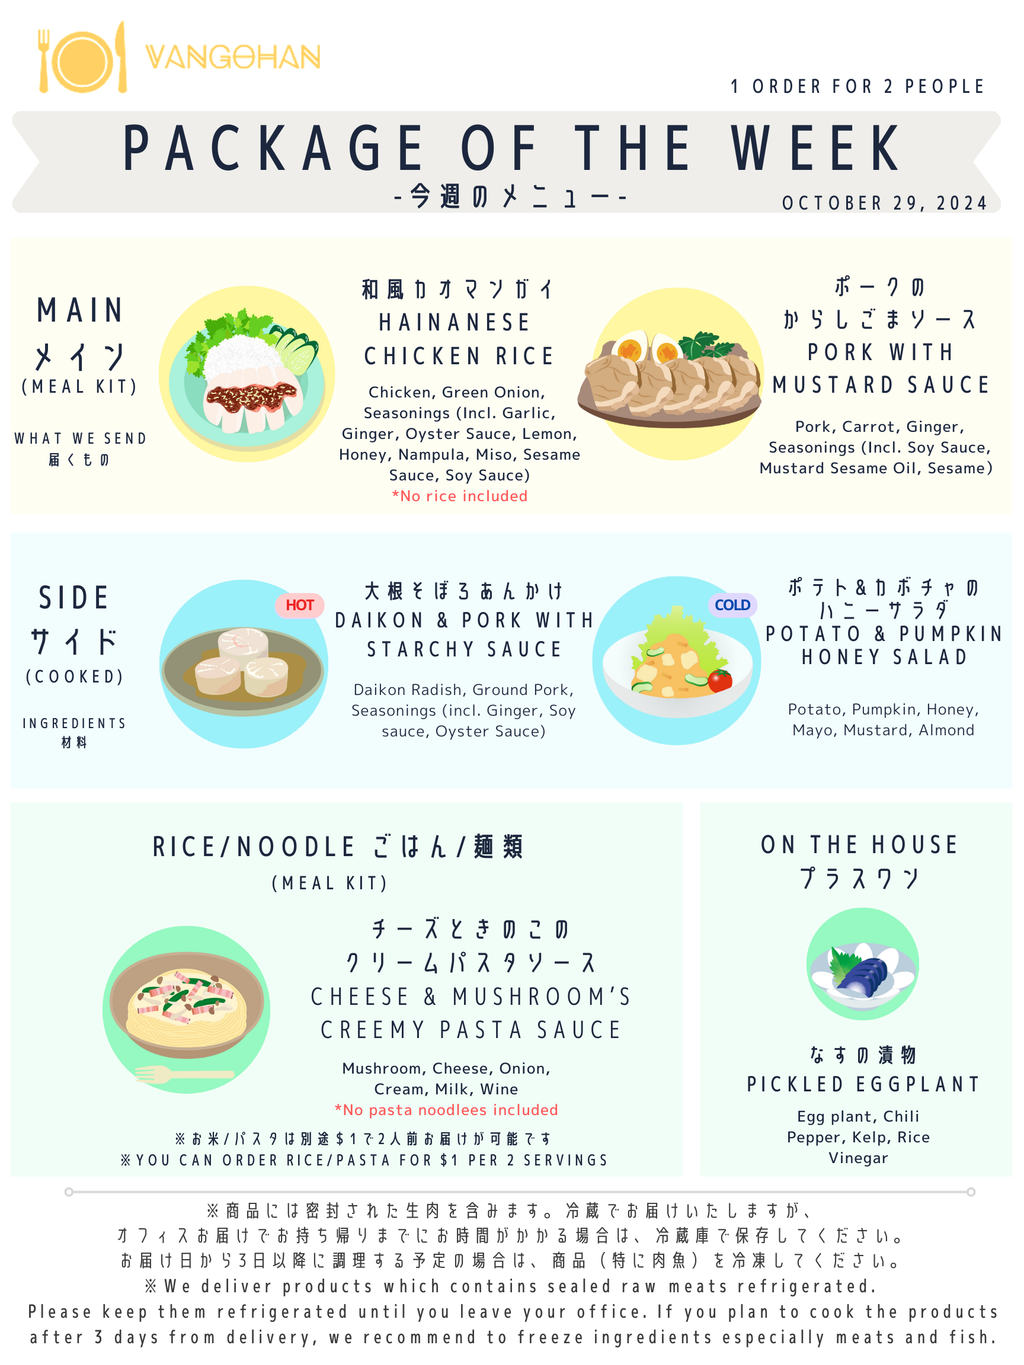 VANGOHAN
1 ORDER FOR 2 PEOPLE
PACKAGE OF THE WEEK
-今週のメニュー-
OCTOBER 29, 2024
MAIN
メイン
(MEAL KIT)
WHAT WE SEND
届くもの
和風カオマンガイ
HAINANESE
CHICKEN RICE
Chicken, Green Onion,
Seasonings (Incl. Garlic,
Ginger, Oyster Sauce, Lemon,
Honey, Nampula, Miso, Sesame
Sauce, Soy Sauce)
*No rice included
ポークの
からしごまソース
PORK WITH
MUSTARD SAUCE
Pork, Carrot, Ginger,
Seasonings (Incl. Soy Sauce,
Mustard Sesame Oil, Sesame)
SIDE
サイド
(COOKED)
INGREDIENTS
材料
HOT
大根そぼろあんかけ
DAIKON & PORK WITH
STARCHY SAUCE
Daikon Radish, Ground Pork,
Seasonings (incl. Ginger, Soy
sauce, Oyster Sauce)
COLD
ポテト&カボチャの
ハニーサラダ
POTATO & PUMPKIN
HONEY SALAD
Potato, Pumpkin, Honey,
Mayo, Mustard, Almond
RICE/NOODLE ごはん/麺類
(MEAL KIT)
チーズときのこの
クリームパスタソース
CHEESE & MUSHROOM'S
CREEMY PASTA SAUCE
Mushroom, Cheese, Onion,
Cream, Milk, Wine
*No pasta noodlees included
※お米/パスタは別途$1で2人前お届けが可能です
※YOU CAN ORDER RICE/PASTA FOR $1 PER 2 SERVINGS
ON THE HOUSE
プラスワン
なすの漬物
PICKLED EGGPLANT
Egg plant, Chili
Pepper, Kelp, Rice
Vinegar
※商品には密封された生肉を含みます。冷蔵でお届けいたしますが、
オフィスお届けでお持ち帰りまでにお時間がかかる場合は、冷蔵庫で保存してください。
お届け日から3日以降に調理する予定の場合は、商品（特に肉魚）を冷凍してください。
※We deliver products which contains sealed raw meats refrigerated.
Please keep them refrigerated until you leave your office. If you plan to cook the products
after 3 days from delivery, we recommend to freeze ingredients especially meats and fish.